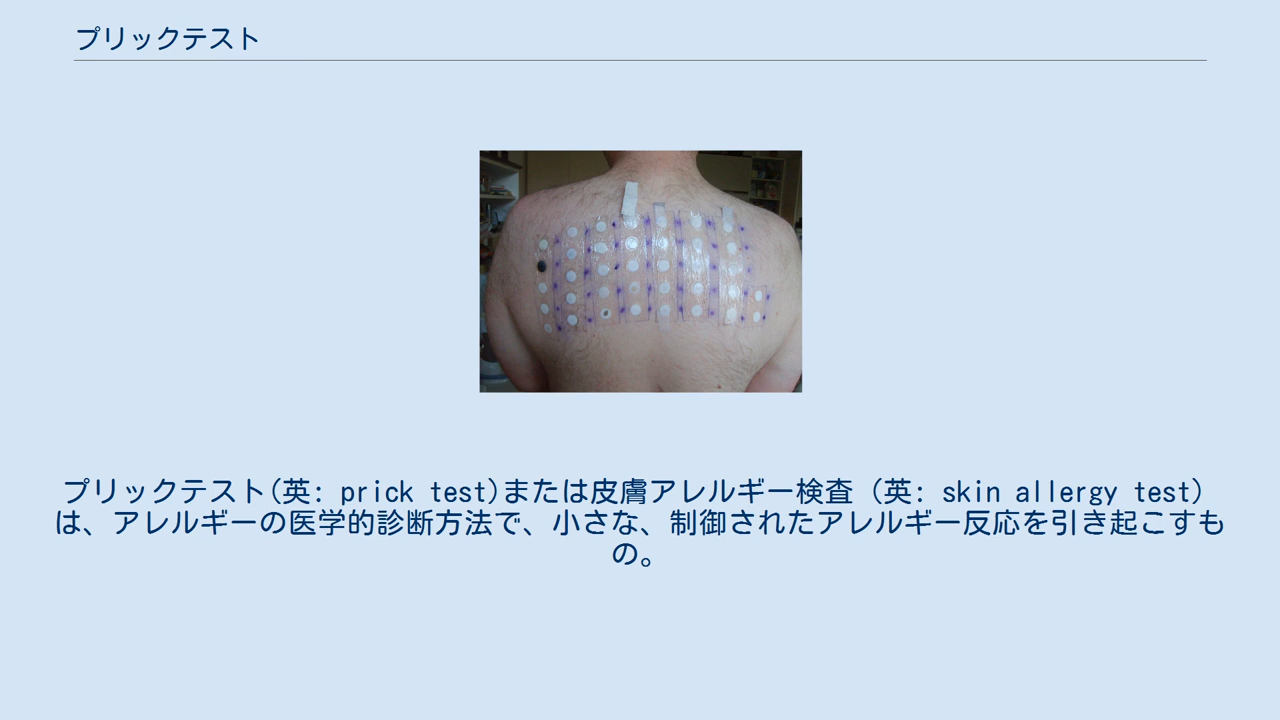 プリックテスト
プリックテスト(英: prick test)または皮膚アレルギー検査 (英: skin allergy test)
は、アレルギーの医学的診断方法で、小さな、制御されたアレルギー反応を引き起こすも
の。